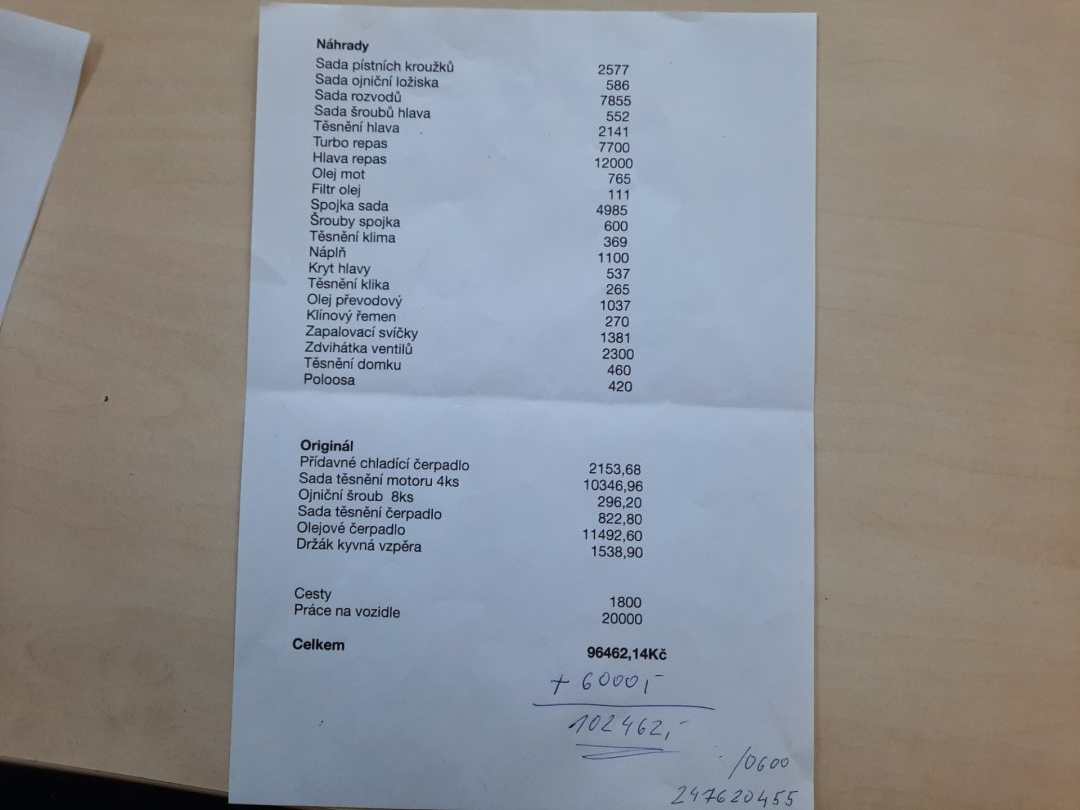 Náhrady
Sada pístních kroužků 2577
Sada ojniční ložiska 586
Sada rozvodů 7855
Sada šroubů hlava 552
Těsnění hlava 2141
Turbo repas 7700
Hlava repas 12000
Olej mot 765
Filtr olej 111
Spojka sada 4985
Šrouby spojka 600
Těsnění klima 369
Náplň 1100
Kryt hlavy 537
Těsnění klika 265
Olej převodový 1037
Klínový řemen 270
Zapalovací svíčky 1381
Zdvihátka ventilů 2300
Těsnění domku 460
Poloosa 420
Originál
Přídavné chladící čerpadlo 2153,68
Sada těsnění motoru 4ks 10346,96
Ojniční šroub 8ks 296,20
Sada těsnění čerpadlo 822,80
Olejové čerpadlo 11492,60
Držák kyvná vzpěra 1538,90
Cesty 1800
Práce na vozidle 20000
Celkem 96462,14Kč
+ 6000,-
102462,-
/0600
247620455